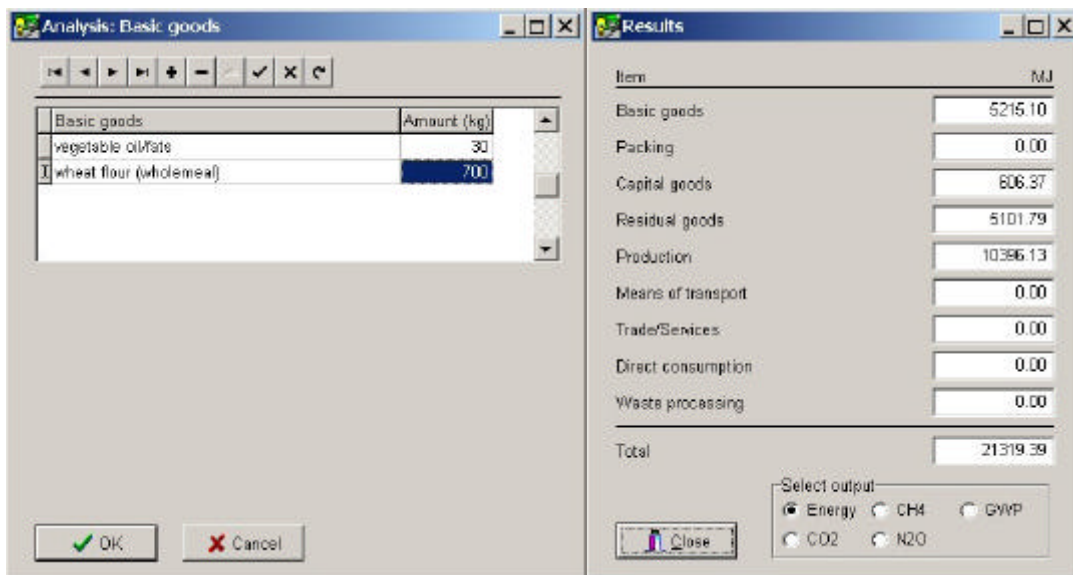 Analysis: Basic goods
Basic goods Amount (kg)
vegetable oil/fats 30
wheat flour (wholemeal) 700
OK Cancel
Results
Item MJ
Basic goods 5215.10
Packing 0.00
Capital goods 606.37
Residual goods 5101.79
Production 10396.13
Means of transport 0.00
Trade/Services 0.00
Direct consumption 0.00
Waste processing 0.00
Total 21319.39
Select output
Energy CH4 GWP
CO2 N2O
Close